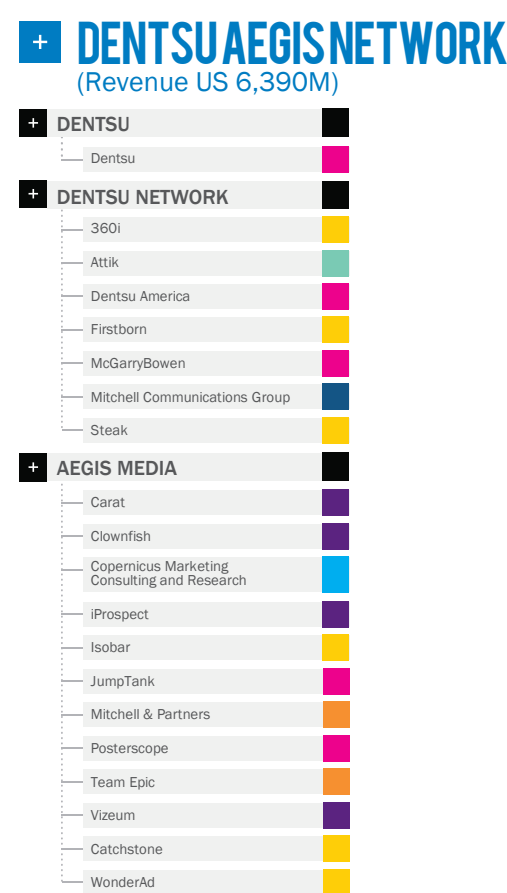 + DENTSU AEGIS NETWORK
(Revenue US 6,390M)
+ DENTSU
Dentsu
+ DENTSU NETWORK
360i
Attik
Dentsu America
Firstborn
McGarryBowen
Mitchell Communications Group
Steak
+ AEGIS MEDIA
Carat
Clownfish
Copernicus Marketing
Consulting and Research
iProspect
Isobar
JumpTank
Mitchell & Partners
Posterscope
Team Epic
Vizeum
Catchstone
WonderAd